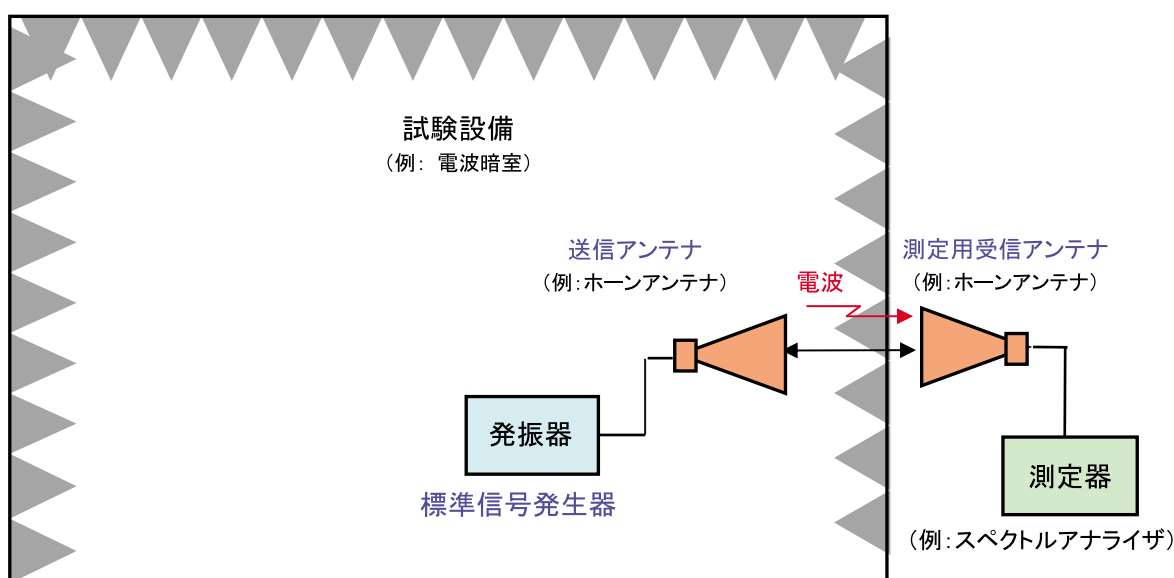 試験設備
（例： 電波暗室）
送信アンテナ
（例：ホーンアンテナ）
電波
測定用受信アンテナ
（例：ホーンアンテナ）
発振器
標準信号発生器
測定器
（例：スペクトルアナライザ）